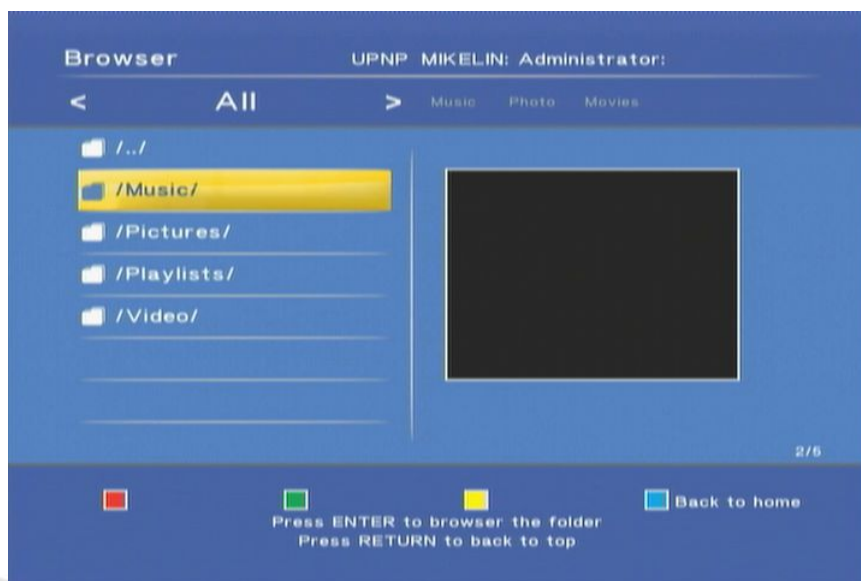 Browser UPNP MIKELIN: Administrator:
< All > Music Photo Movies
/../
/Music/
/Pictures/
/Playlists/
/Video/
2/5
Back to home
Press ENTER to browser the folder
Press RETURN to back to top